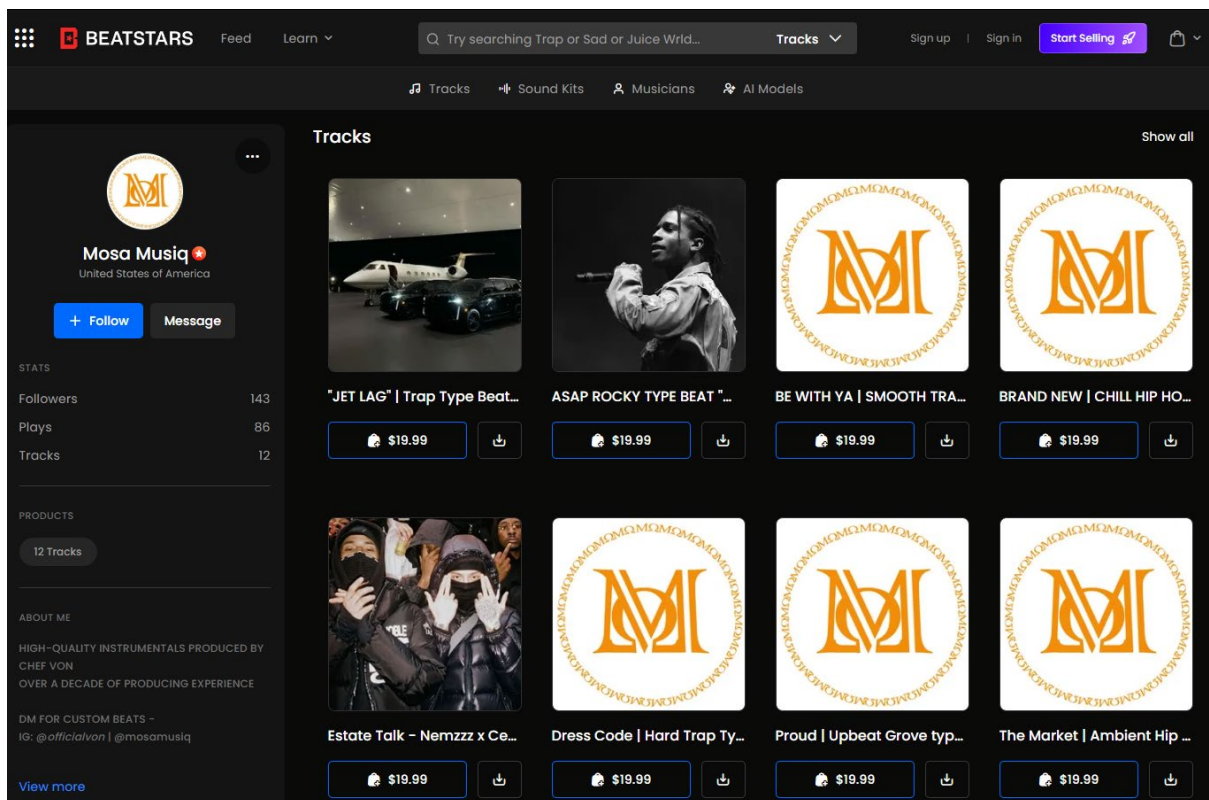 BEATSTARS Feed Learn Try searching Trap or Sad or Juice Wrld... Tracks Sign up | Sign in Start Selling
Tracks Sound Kits Musicians AI Models
Mosa Musiq
United States of America
+ Follow Message
STATS
Followers 143
Plays 86
Tracks 12
PRODUCTS
12 Tracks
ABOUT ME
HIGH-QUALITY INSTRUMENTALS PRODUCED BY
CHEF VON
OVER A DECADE OF PRODUCING EXPERIENCE
DM FOR CUSTOM BEATS -
IG: @officialvon | @mosamusiq
View more
Tracks Show all
"JET LAG" | Trap Type Beat... ASAP ROCKY TYPE BEAT "... BE WITH YA | SMOOTH TRA... BRAND NEW | CHILL HIP HO...
$19.99 $19.99 $19.99 $19.99
Estate Talk - Nemzzz x Ce... Dress Code | Hard Trap Ty... Proud | Upbeat Grove typ... The Market | Ambient Hip ...
$19.99 $19.99 $19.99 $19.99